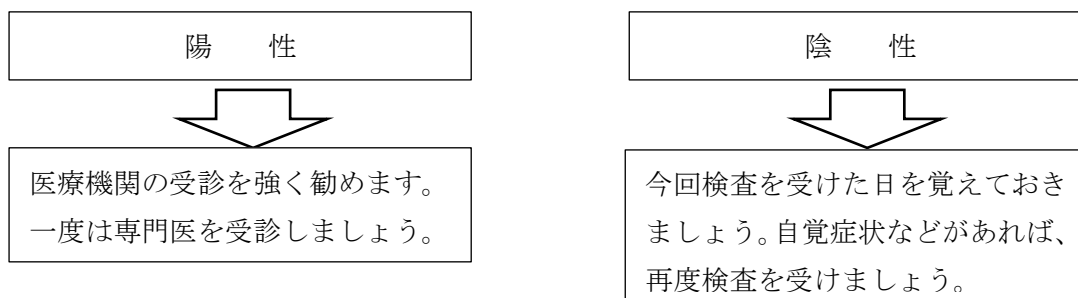 陽　性
陰　性
医療機関の受診を強く勧めます。
一度は専門医を受診しましょう。
今回検査を受けた日を覚えておき
ましょう。自覚症状などがあれば、
再度検査を受けましょう。